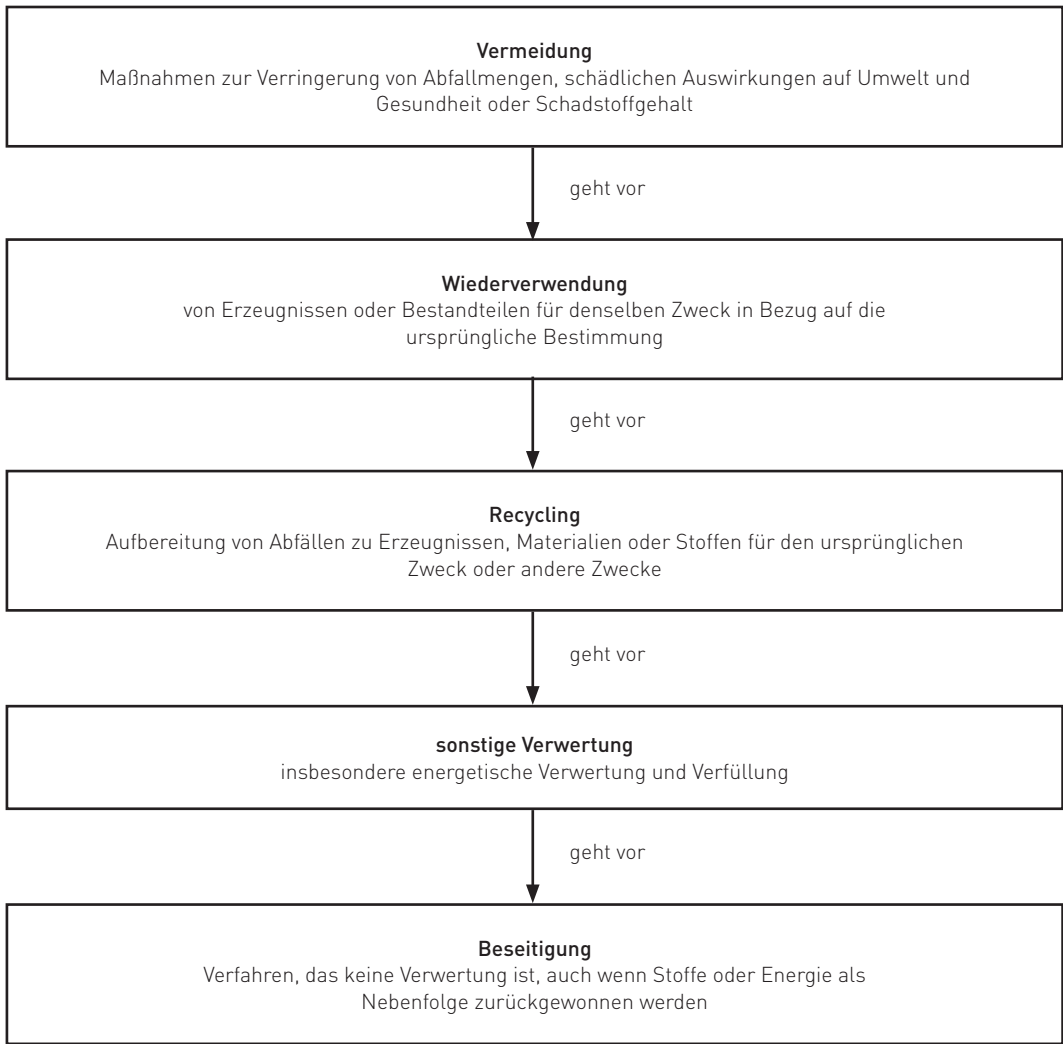 Vermeidung
Maßnahmen zur Verringerung von Abfallmengen, schädlichen Auswirkungen auf Umwelt und
Gesundheit oder Schadstoffgehalt
geht vor
Wiederverwendung
von Erzeugnissen oder Bestandteilen für denselben Zweck in Bezug auf die
ursprüngliche Bestimmung
geht vor
Recycling
Aufbereitung von Abfällen zu Erzeugnissen, Materialien oder Stoffen für den ursprünglichen
Zweck oder andere Zwecke
geht vor
sonstige Verwertung
insbesondere energetische Verwertung und Verfüllung
geht vor
Beseitigung
Verfahren, das keine Verwertung ist, auch wenn Stoffe oder Energie als
Nebenfolge zurückgewonnen werden